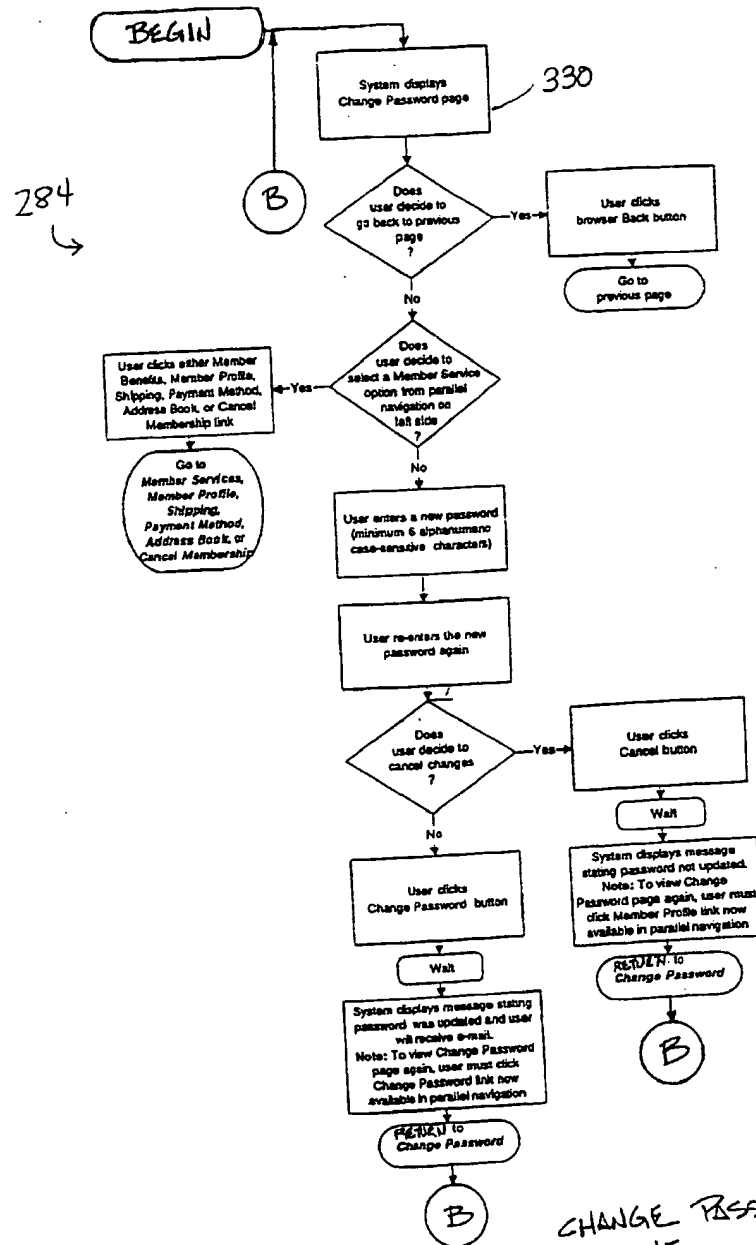 BEGIN
System displays
Change Password page
330
B
284
Does
user decide to
go back to previous
page
?
Yes
User clicks
browser Back button
Go to
previous page
No
Does
user decide to
select a Member Service
option from parallel
navigation on
left side
?
Yes
User clicks either Member
Benefits, Member Profile,
Shipping, Payment Method,
Address Book, or Cancel
Membership link
Go to
Member Services,
Member Profile,
Shipping,
Payment Method,
Address Book, or
Cancel Membership
No
User enters a new password
(minimum 6 alphanumeric
case-sensitive characters)
User re-enters the new
password again
Does
user decide to
cancel changes
?
Yes
User clicks
Cancel button
Wait
System displays message
stating password not updated.
Note: To view Change
Password page again, user must
click Member Profile link now
available in parallel navigation
RETURN to
Change Password
B
No
User clicks
Change Password button
Wait
System displays message stating
password was updated and user
will receive e-mail.
Note: To view Change Password
page again, user must click
Change Password link now
available in parallel navigation
RETURN to
Change Password
B
CHANGE PASS